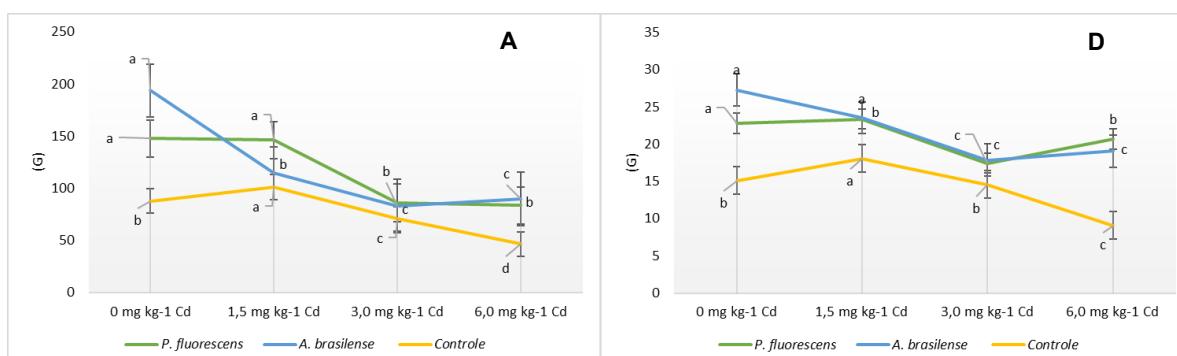 A
(G)
250
200
150
100
50
0
a
a
b
a
b
a
b
c
c
c
b
d
0 mg kg-1 Cd 1,5 mg kg-1 Cd 3,0 mg kg-1 Cd 6,0 mg kg-1 Cd
P. fluorescens A. brasilense Controle
D
(G)
35
30
25
20
15
10
5
0
a
a
b
a
b
a
c
c
b
b
c
c
0 mg kg-1 Cd 1,5 mg kg-1 Cd 3,0 mg kg-1 Cd 6,0 mg kg-1 Cd
P. fluorescens A. brasilense Controle